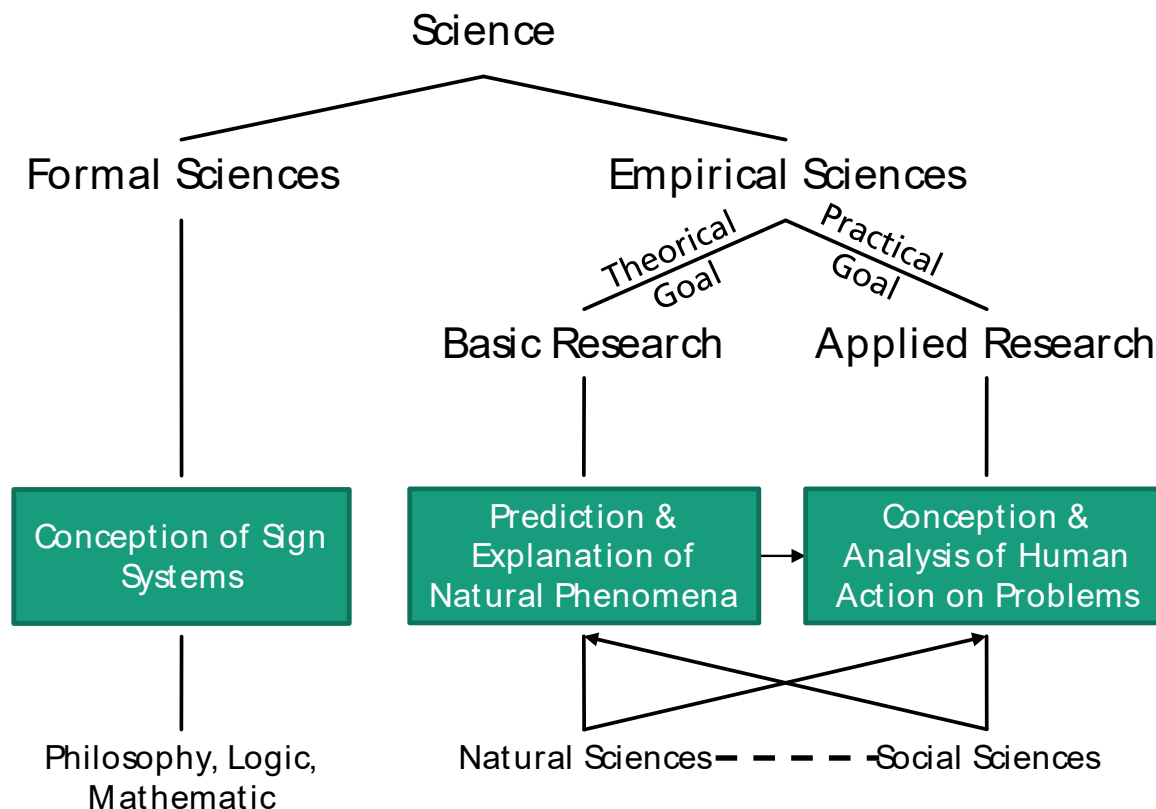 Science
Formal Sciences
Empirical Sciences
Theorical
Goal
Practical
Goal
Basic Research
Applied Research
Conception of Sign
Systems
Prediction &
Explanation of
Natural Phenomena
Conception &
Analysis of Human
Action on Problems
Philosophy, Logic,
Mathematic
Natural Sciences
Social Sciences